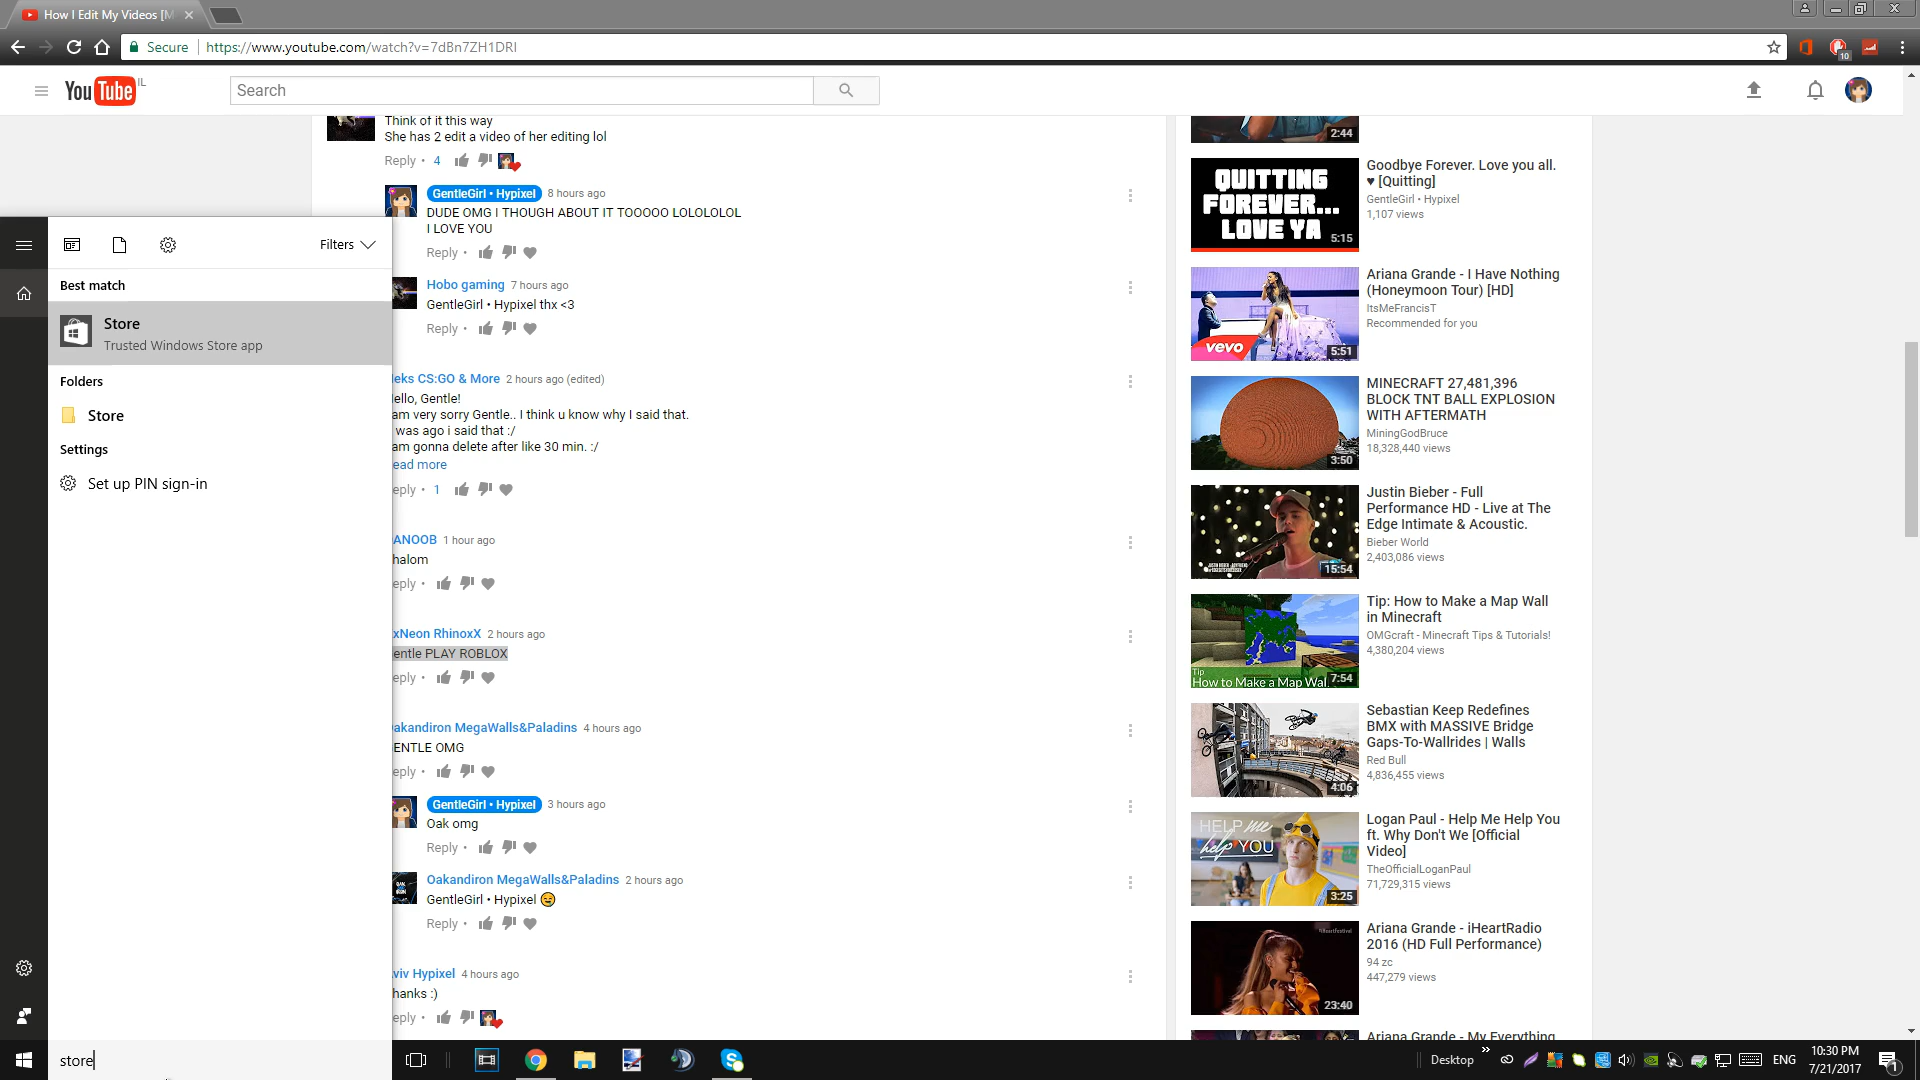 How I Edit My Videos [M
Secure
https://www.youtube.com/watch?v=7dBn7ZH1DRI
10
YouTube IL
Search
Think of it this way
She has 2 edit a video of her editing lol
Reply • 4
GentleGirl • Hypixel 8 hours ago
DUDE OMG I THOUGH ABOUT IT TOOOOO LOLOLOLOL
I LOVE YOU
Reply •
Hobo gaming 7 hours ago
GentleGirl • Hypixel thx <3
Reply •
eks CS:GO & More 2 hours ago (edited)
ello, Gentle!
am very sorry Gentle.. I think u know why I said that.
was ago i said that :/
am gonna delete after like 30 min. :/
ead more
eply • 1
ANOOB 1 hour ago
halom
eply •
xNeon RhinoxX 2 hours ago
entle PLAY ROBLOX
eply •
akandiron MegaWalls&Paladins 4 hours ago
ENTLE OMG
eply •
GentleGirl • Hypixel 3 hours ago
Oak omg
Reply •
Oakandiron MegaWalls&Paladins 2 hours ago
GentleGirl • Hypixel 
Reply •
viv Hypixel 4 hours ago
hanks :)
eply •
Filters
Best match
Store
Trusted Windows Store app
Folders
Store
Settings
Set up PIN sign-in
store
2:44
QUITTING
FOREVER...
LOVE YA
5:15
Goodbye Forever. Love you all.
♥ [Quitting]
GentleGirl • Hypixel
1,107 views
vevo
5:51
Ariana Grande - I Have Nothing
(Honeymoon Tour) [HD]
ItsMeFrancisT
Recommended for you
3:50
MINECRAFT 27,481,396
BLOCK TNT BALL EXPLOSION
WITH AFTERMATH
MiningGodBruce
18,328,440 views
15:54
Justin Bieber - Full
Performance HD - Live at The
Edge Intimate & Acoustic.
Bieber World
2,403,086 views
Tip
How to Make a Map Wal
7:54
Tip: How to Make a Map Wall
in Minecraft
OMGcraft - Minecraft Tips & Tutorials!
4,380,204 views
4:06
Sebastian Keep Redefines
BMX with MASSIVE Bridge
Gaps-To-Wallrides | Walls
Red Bull
4,836,455 views
HELP me
help YOU
3:25
Logan Paul - Help Me Help You
ft. Why Don't We [Official
Video]
TheOfficialLoganPaul
71,729,315 views
iHeartFestival
23:40
Ariana Grande - iHeartRadio
2016 (HD Full Performance)
94 zc
447,279 views
Ariana Grande - My Everything
Desktop
ENG
10:30 PM
7/21/2017
1